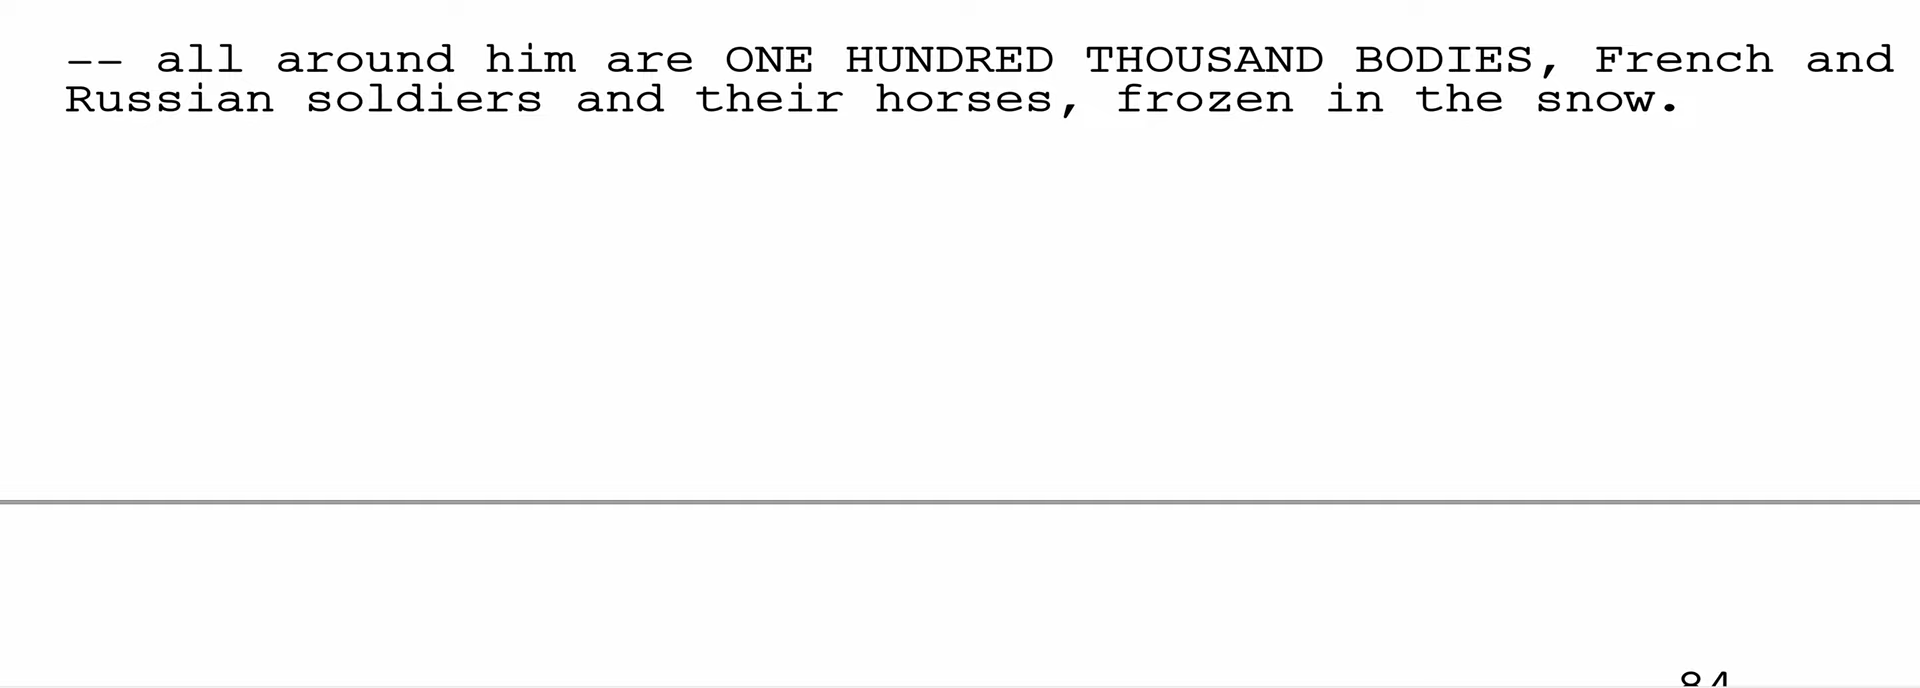 -- all around him are ONE HUNDRED THOUSAND BODIES, French and
Russian soldiers and their horses, frozen in the snow.
84